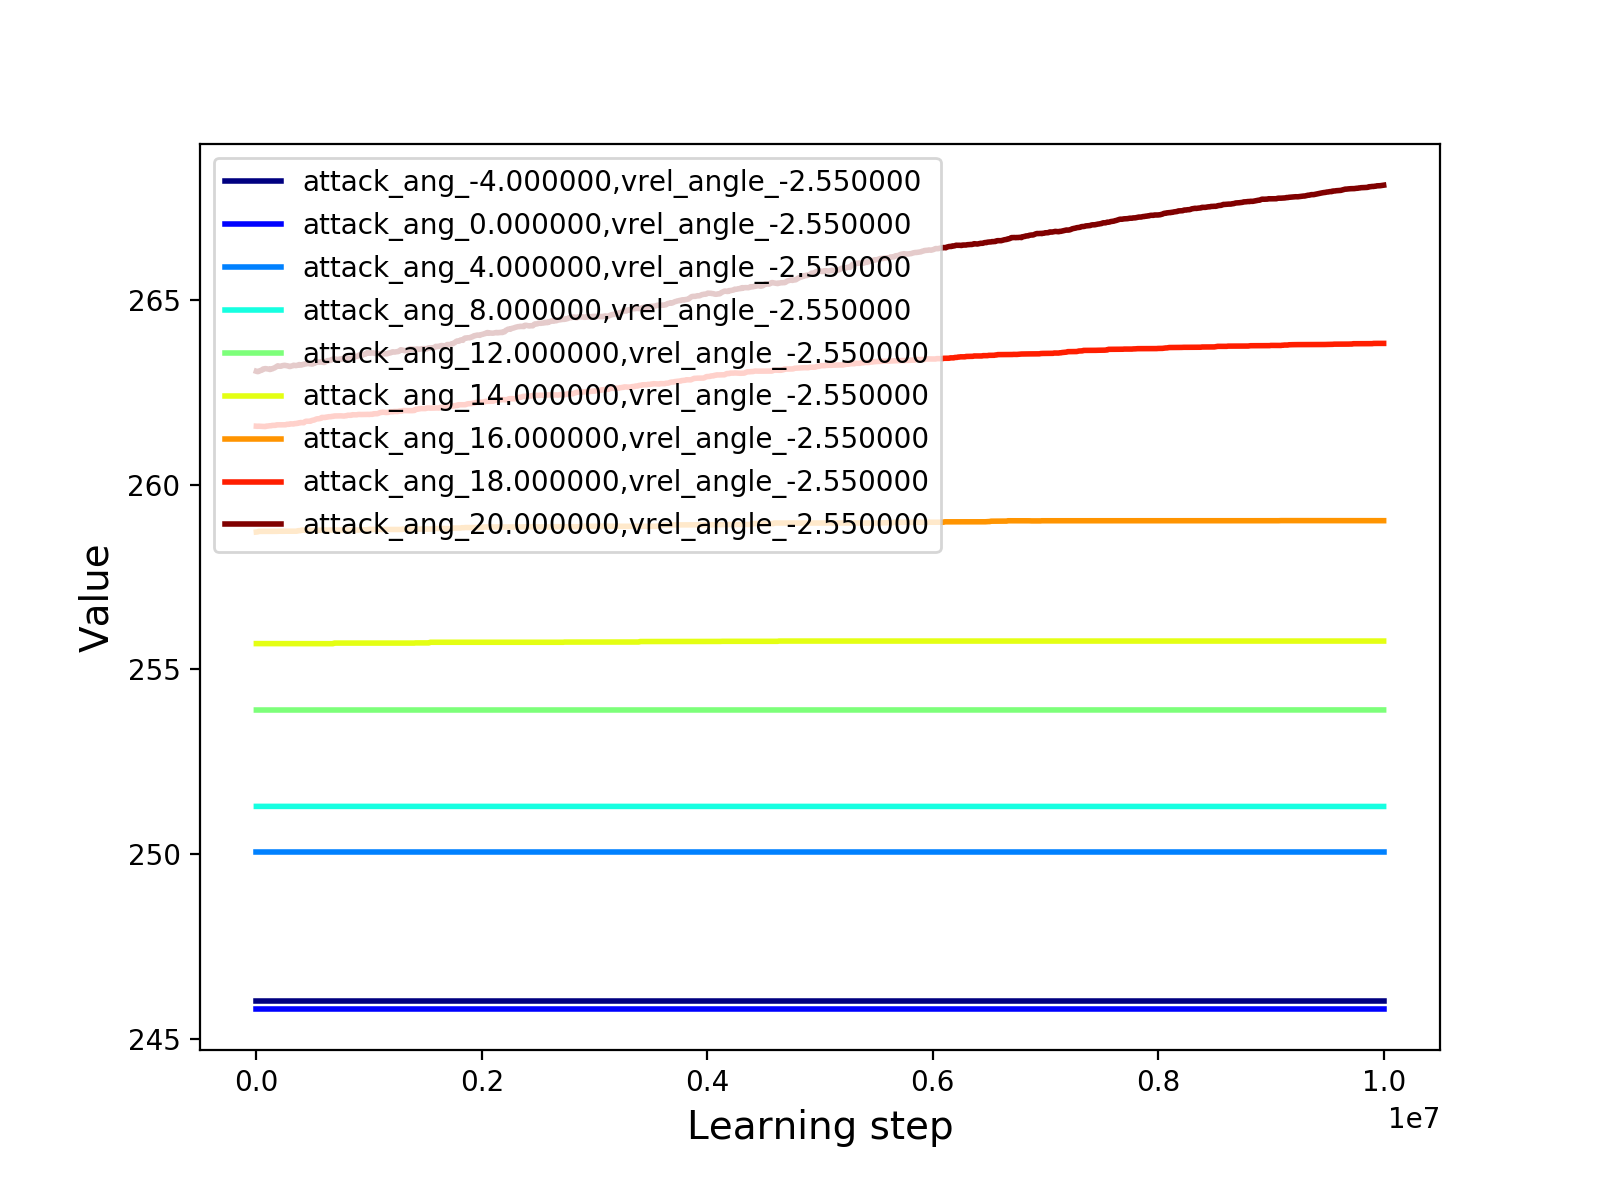 attack_ang_-4.000000,vrel_angle_-2.550000
attack_ang_0.000000,vrel_angle_-2.550000
attack_ang_4.000000,vrel_angle_-2.550000
attack_ang_8.000000,vrel_angle_-2.550000
attack_ang_12.000000,vrel_angle_-2.550000
attack_ang_14.000000,vrel_angle_-2.550000
attack_ang_16.000000,vrel_angle_-2.550000
attack_ang_18.000000,vrel_angle_-2.550000
attack_ang_20.000000,vrel_angle_-2.550000
265
260
255
250
245
Value
0.0 0.2 0.4 0.6 0.8 1.0
1e7
Learning step